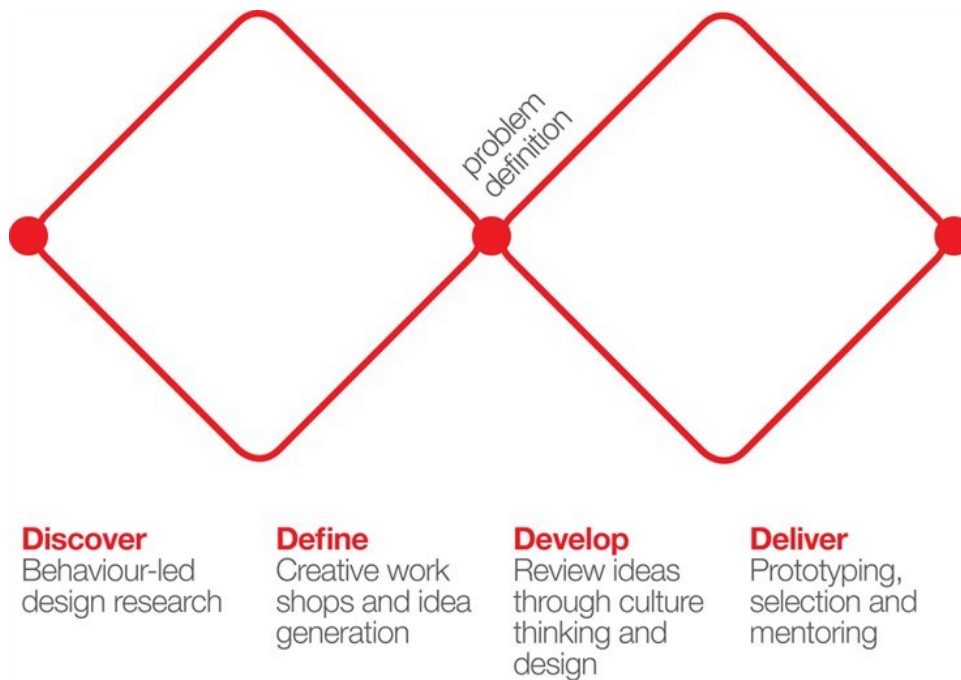 problem
definition
Discover
Behaviour-led
design research
Define
Creative work
shops and idea
generation
Develop
Review ideas
through culture
thinking and
design
Deliver
Prototyping,
selection and
mentoring